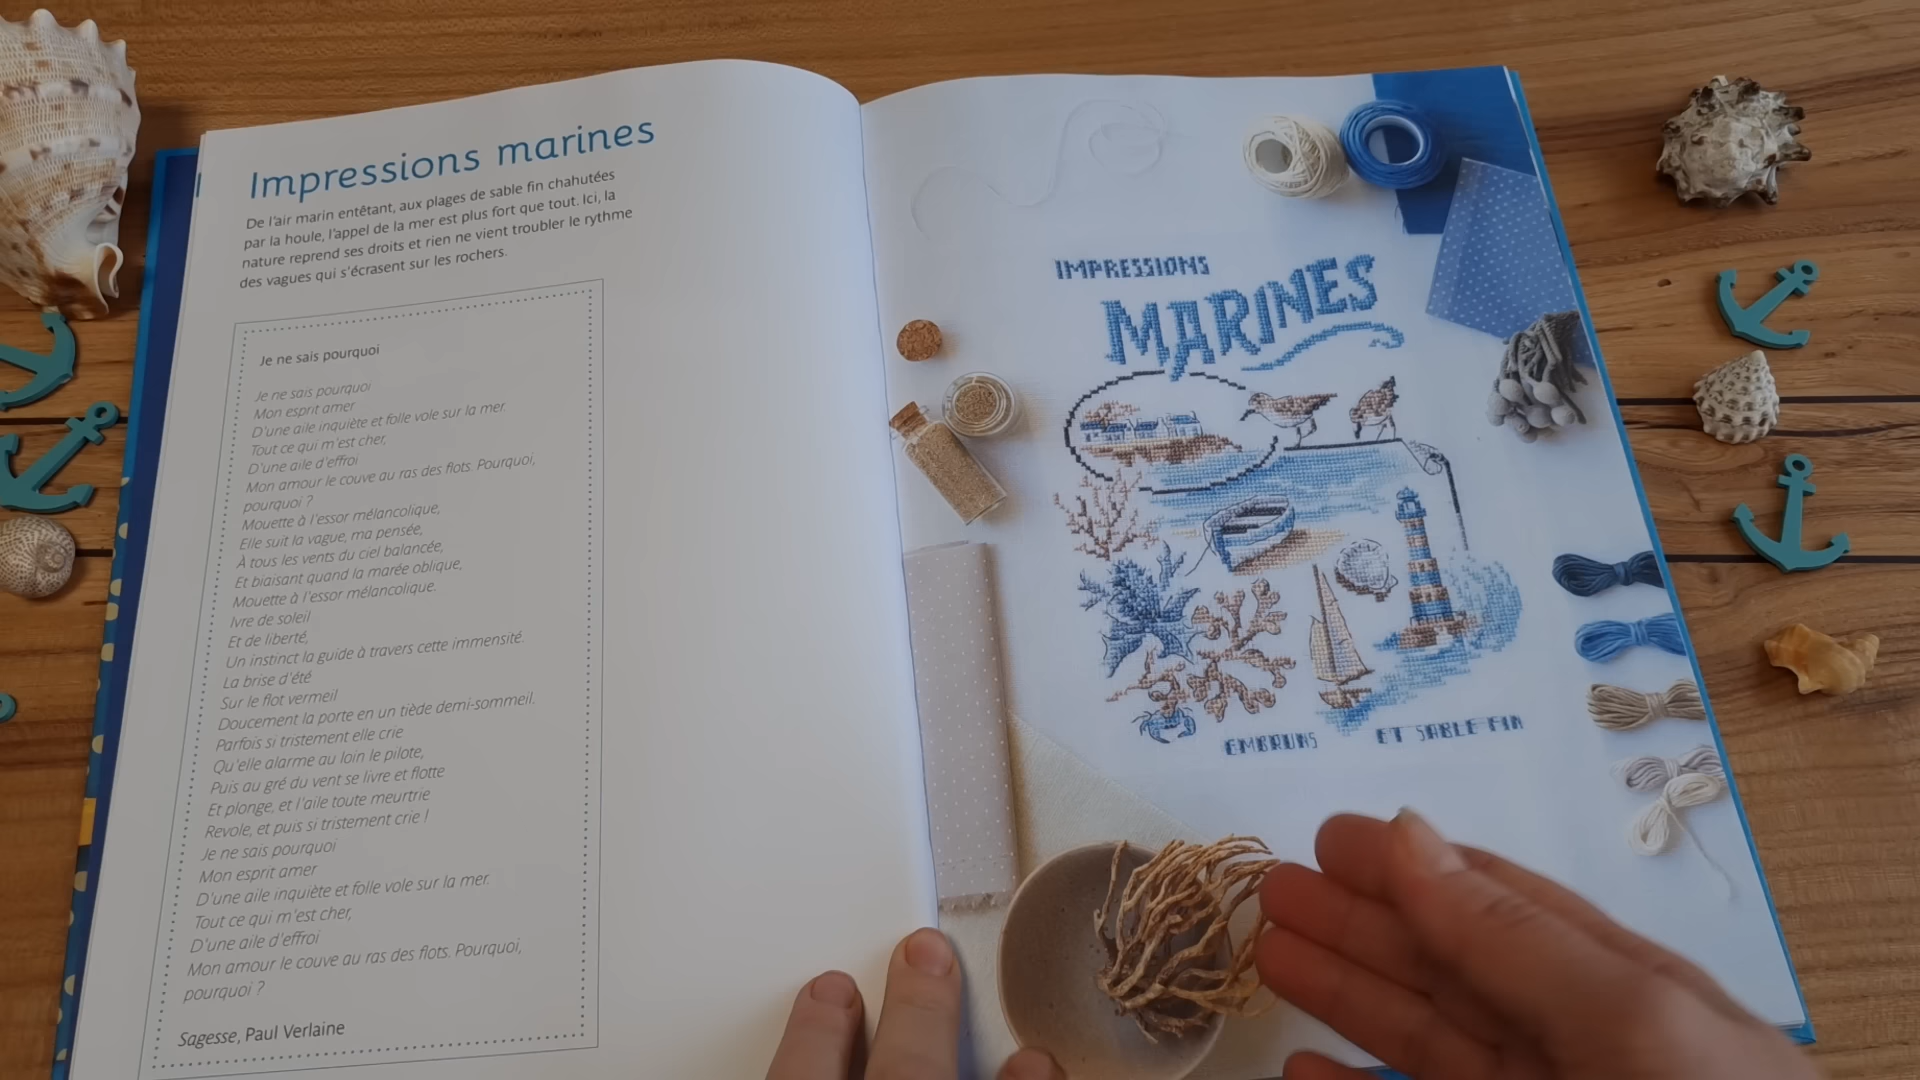 Impressions marines
De l'air marin entêtant, aux plages de sable fin chahutées
par la houle, l'appel de la mer est plus fort que tout. Ici, la
nature reprend ses droits et rien ne vient troubler le rythme
des vagues qui s'écrasent sur les rochers.
Je ne sais pourquoi
Je ne sais pourquoi
Mon esprit amer
D'une aile inquiète et folle vole sur la mer.
Tout ce qui m'est cher,
D'une aile d'effroi
Mon amour le couve au ras des flots. Pourquoi,
pourquoi ?
Mouette à l'essor mélancolique,
Elle suit la vague, ma pensée,
À tous les vents du ciel balancée,
Et biaisant quand la marée oblique,
Mouette à l'essor mélancolique.
Ivre de soleil
Et de liberté,
Un instinct la guide à travers cette immensité.
La brise d'été
Sur le flot vermeil
Doucement la porte en un tiède demi-sommeil.
Parfois si tristement elle crie
Qu'elle alarme au loin le pilote,
Puis au gré du vent se livre et flotte
Et plonge, et l'aile toute meurtrie
Revole, et puis si tristement crie !
Je ne sais pourquoi
Mon esprit amer
D'une aile inquiète et folle vole sur la mer.
Tout ce qui m'est cher,
D'une aile d'effroi
Mon amour le couve au ras des flots. Pourquoi,
pourquoi ?
Sagesse, Paul Verlaine
IMPRESSIONS
MARINES
EMBRUNS ET SABLE FIN